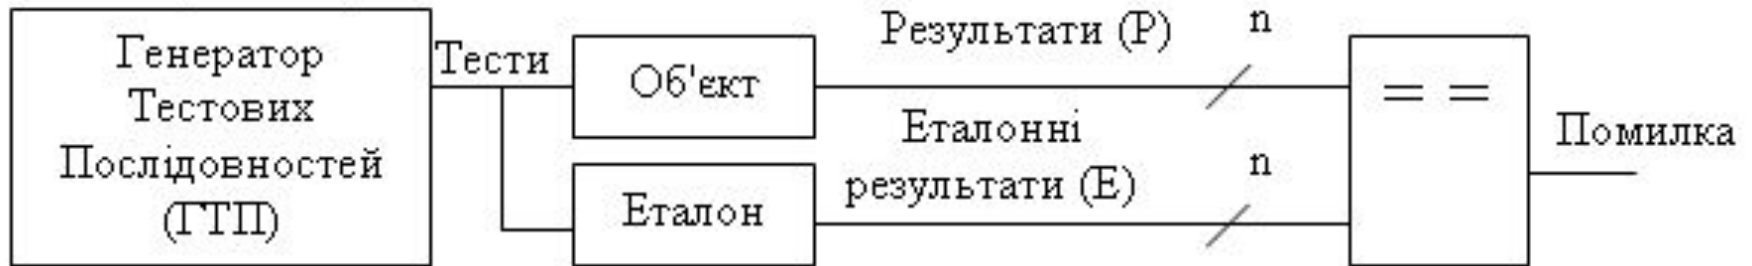 Генератор
Тестових
Послідовностей
(ГТП)
Тести
Об'єкт
Еталон
Результати (Р)
n
Еталонні
результати (Е)
n
= =
Помилка